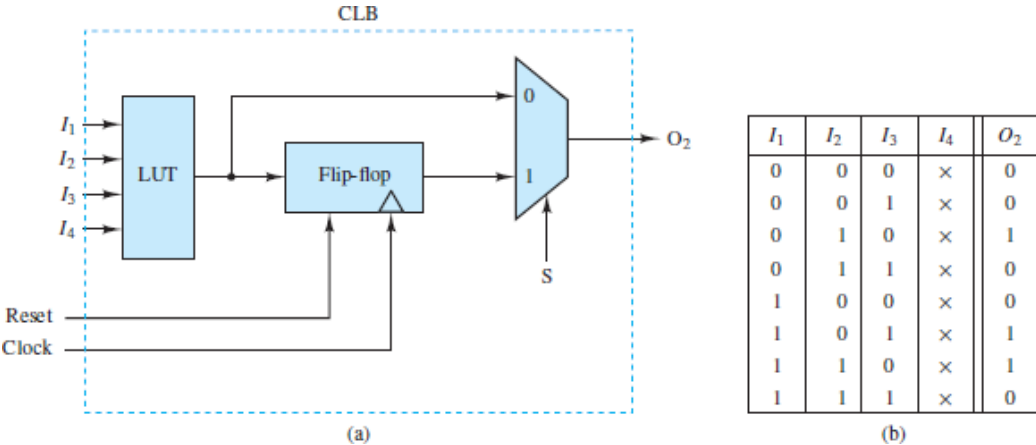 CLB
I₁
I₂
I₃
I₄
LUT
Flip-flop
0
1
S
O₂
Reset
Clock
(a)
I₁ I₂ I₃ I₄ O₂
0 0 0 × 0
0 0 1 × 0
0 1 0 × 1
0 1 1 × 0
1 0 0 × 0
1 0 1 × 1
1 1 0 × 1
1 1 1 × 0
(b)